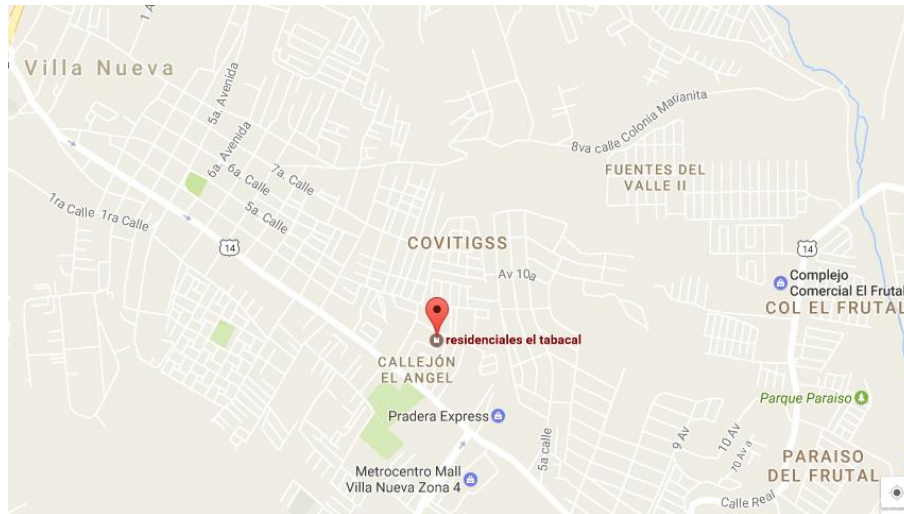 1 A
Villa Nueva
5a. Avenida
6a. Avenida
7a. Calle
6a. Calle
5a. Calle
1ra Calle 1ra Calle
14
8va calle Colonia Marianita
FUENTES DEL
VALLE II
COVITIGSS
Av 10a
14
Complejo
Comercial El Frutal
COL EL FRUTAL
residenciales el tabacal
CALLEJÓN
EL ANGEL
Pradera Express
Parque Paraiso
5a calle
9 Av
10 Av
70 Av a
PARAISO
DEL FRUTAL
Metrocentro Mall
Villa Nueva Zona 4
Calle Real